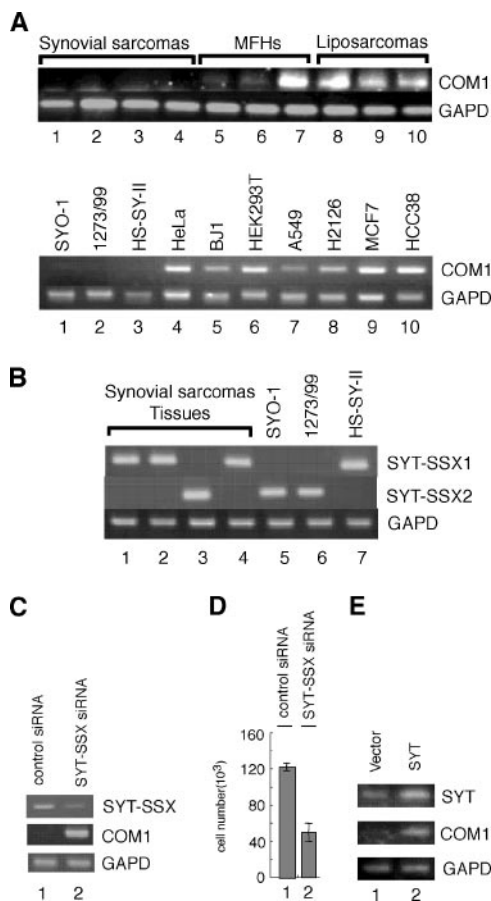 A
Synovial sarcomas MFHs Liposarcomas
COM1
GAPD
1 2 3 4 5 6 7 8 9 10
SYO-1 1273/99 HS-SY-II HeLa BJ1 HEK293T A549 H2126 MCF7 HCC38
COM1
GAPD
1 2 3 4 5 6 7 8 9 10
B
Synovial sarcomas
Tissues
SYO-1 1273/99 HS-SY-II
SYT-SSX1
SYT-SSX2
GAPD
1 2 3 4 5 6 7
C
control siRNA SYT-SSX siRNA
SYT-SSX
COM1
GAPD
1 2
D
control siRNA SYT-SSX siRNA
cell number(10³)
160
120
80
40
0
1 2
E
Vector SYT
SYT
COM1
GAPD
1 2